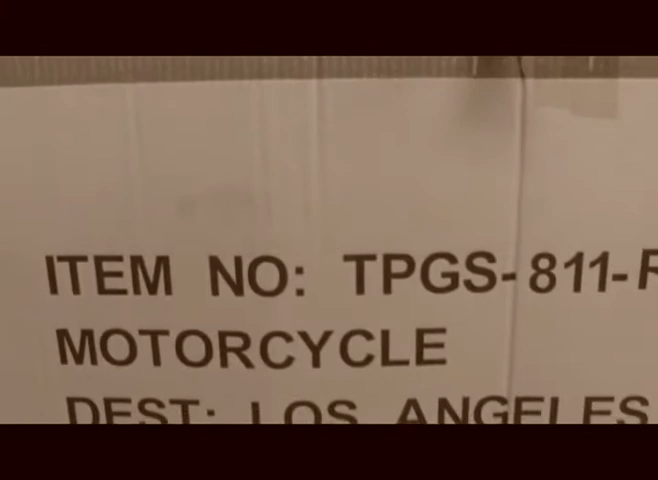 ITEM NO: TPGS-811-R
MOTORCYCLE
DEST: LOS ANGELES